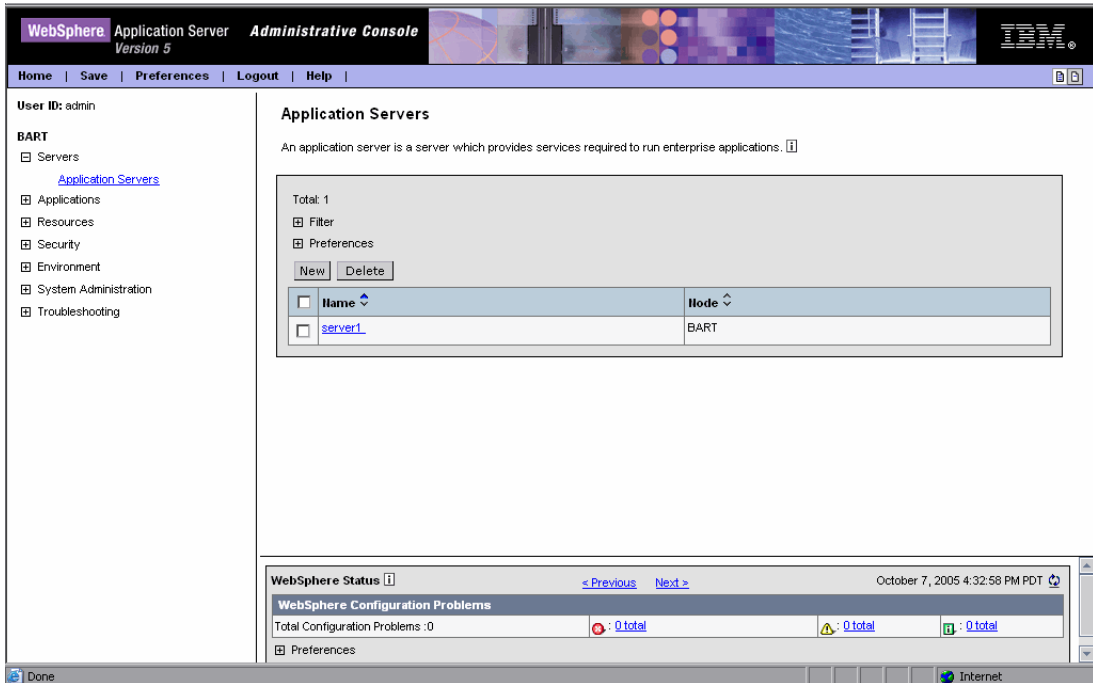 WebSphere Application Server Administrative Console
Version 5
IBM®
Home | Save | Preferences | Logout | Help |
User ID: admin
BART
Servers
Application Servers
Applications
Resources
Security
Environment
System Administration
Troubleshooting
Application Servers
An application server is a server which provides services required to run enterprise applications. i
Total: 1
Filter
Preferences
New Delete
Name Node
server1 BART
WebSphere Status i < Previous Next > October 7, 2005 4:32:58 PM PDT
WebSphere Configuration Problems
Total Configuration Problems :0 : 0 total : 0 total : 0 total
Preferences
Done Internet